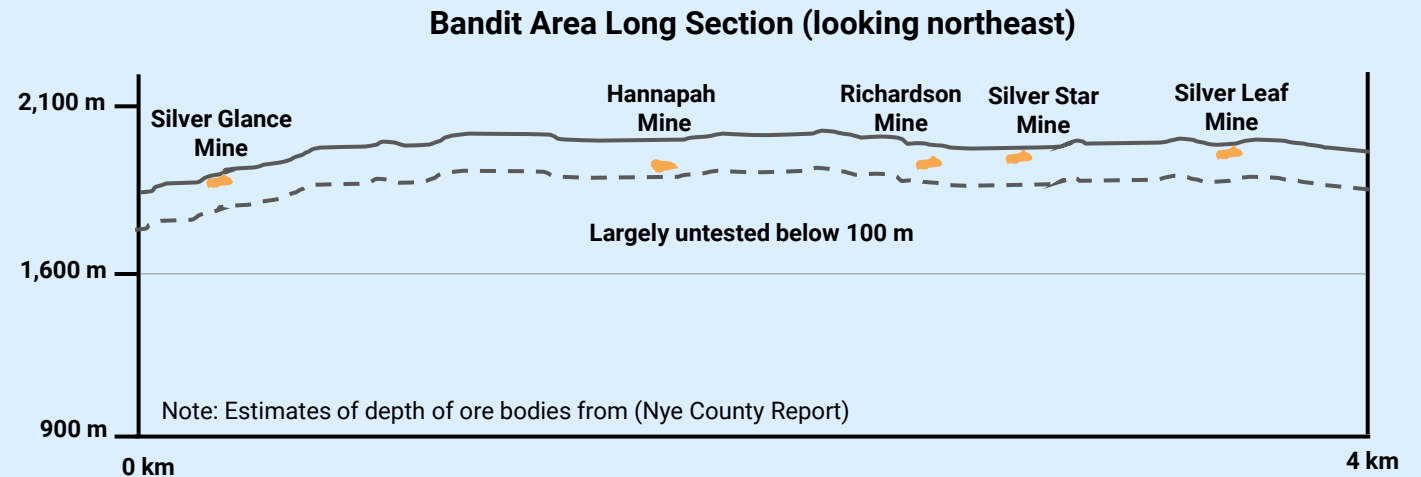 Bandit Area Long Section (looking northeast)
2,100 m
Silver Glance
Mine
Hannapah
Mine
Richardson
Mine
Silver Star
Mine
Silver Leaf
Mine
Largely untested below 100 m
1,600 m
Note: Estimates of depth of ore bodies from (Nye County Report)
900 m
0 km
4 km